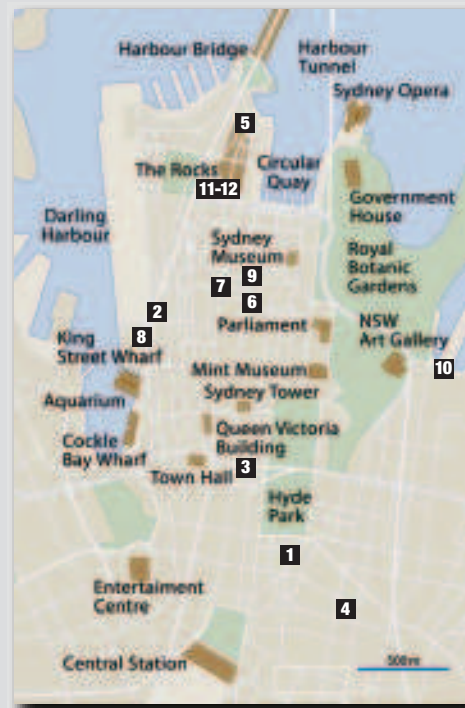 Harbour Bridge
Harbour
Tunnel
Sydney Opera
5
The Rocks
11-12
Circular
Quay
Government
House
Darling
Harbour
Sydney
Museum
9
7
6
Royal
Botanic
Gardens
2
8
Parliament
NSW
Art Gallery
10
King
Street Wharf
Mint Museum
Sydney Tower
Aquarium
Queen Victoria
Building
Cockle
Bay Wharf
Town Hall
3
Hyde
Park
1
Entertaiment
Centre
4
Central Station
500 m